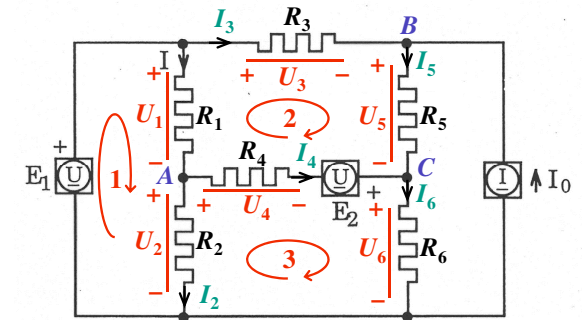 I₃ R₃ B
I + U₃ − + I₅
+ U₁ R₁ 2 U₅ R₅
+ E₁ U 1 − A R₄ I₄ − C I I₀
+ U₄ − U E₂ + I₆
+ U₂ R₂ 3 + U₆ R₆
− I₂ −